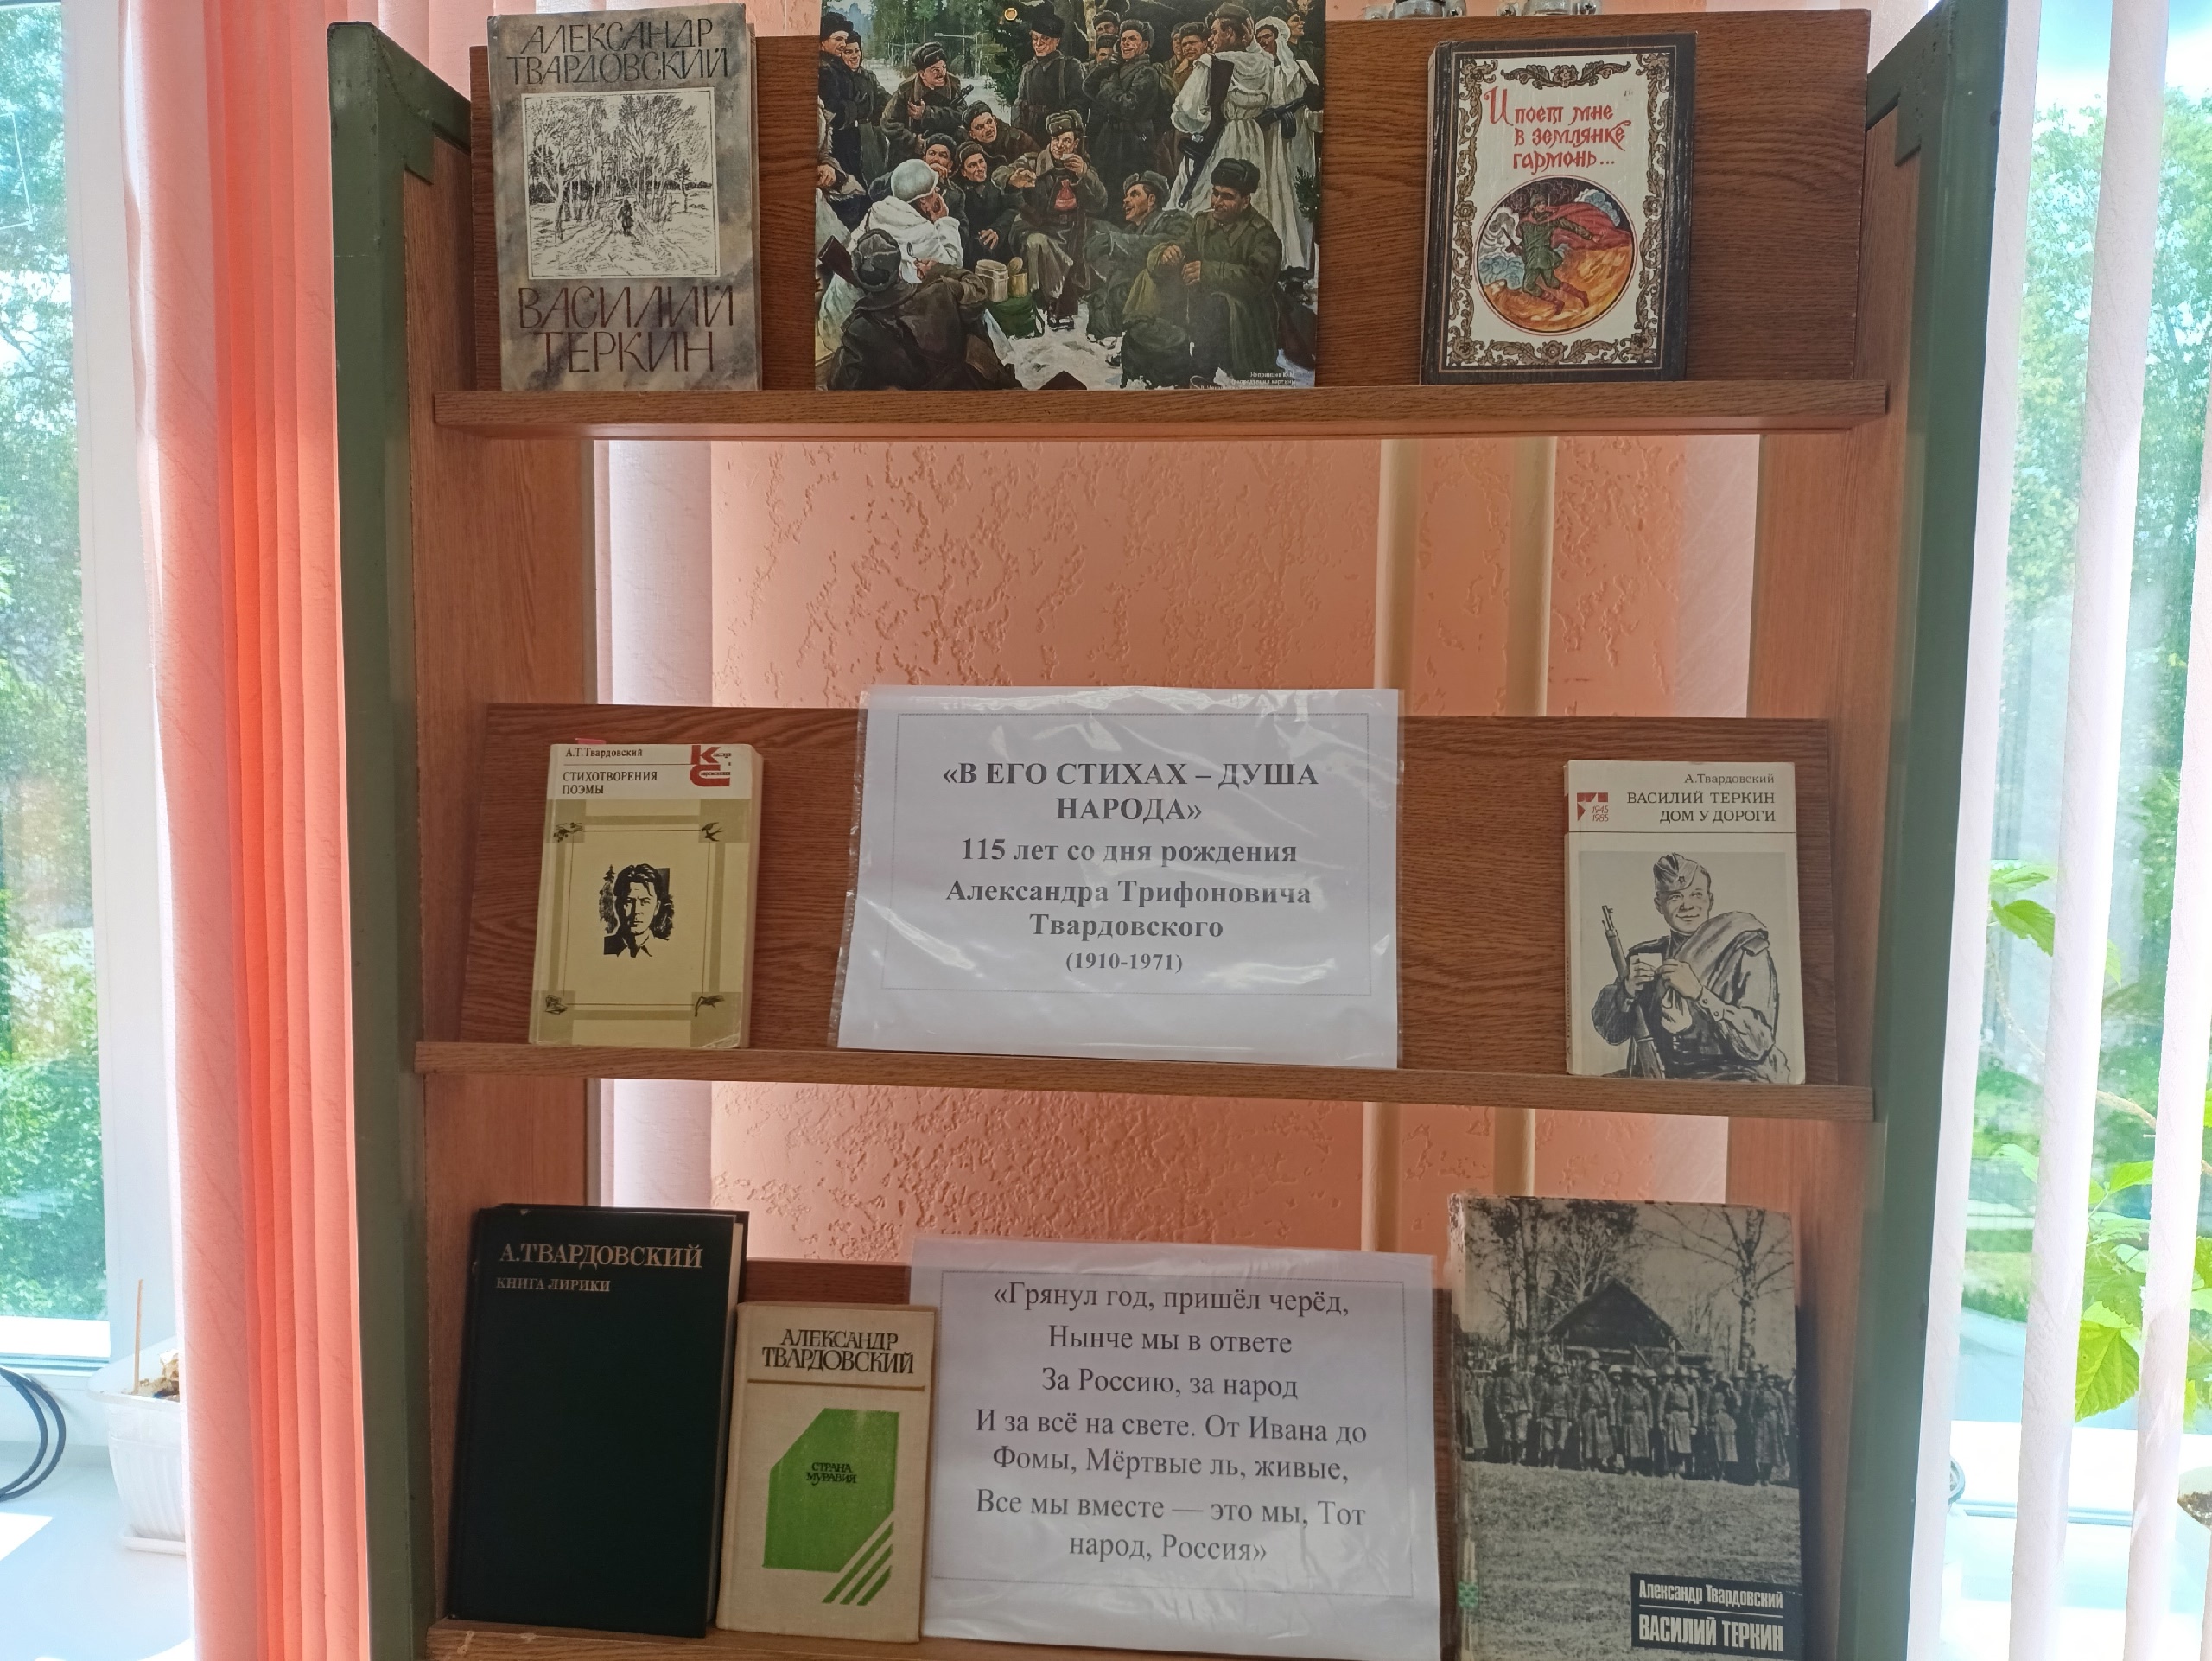 АЛЕКСАНДР
ТВАРДОВСКИЙ
ВАСИЛИЙ
ТЕРКИН
И поет мне
в землянке
гармонь...
А.Т.Твардовский
СТИХОТВОРЕНИЯ
ПОЭМЫ
«В ЕГО СТИХАХ – ДУША
НАРОДА»
115 лет со дня рождения
Александра Трифоновича
Твардовского
(1910-1971)
А.Твардовский
ВАСИЛИЙ ТЕРКИН
ДОМ У ДОРОГИ
1945
1985
А.ТВАРДОВСКИЙ
КНИГА ЛИРИКИ
АЛЕКСАНДР
ТВАРДОВСКИЙ
СТРАНА
МУРАВИЯ
«Грянул год, пришёл черёд,
Нынче мы в ответе
За Россию, за народ
И за всё на свете. От Ивана до
Фомы, Мёртвые ль, живые,
Все мы вместе — это мы, Тот
народ, Россия»
Александр Твардовский
ВАСИЛИЙ ТЕРКИН